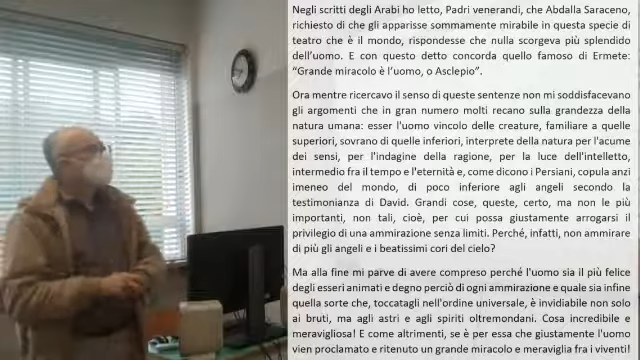 Negli scritti degli Arabi ho letto, Padri venerandi, che Abdalla Saraceno,
richiesto di che gli apparisse sommamente mirabile in questa specie di
teatro che è il mondo, rispondesse che nulla scorgeva più splendido
dell'uomo. E con questo detto concorda quello famoso di Ermete:
“Grande miracolo è l'uomo, o Asclepio”.
Ora mentre ricercavo il senso di queste sentenze non mi soddisfacevano
gli argomenti che in gran numero molti recano sulla grandezza della
natura umana: esser l'uomo vincolo delle creature, familiare a quelle
superiori, sovrano di quelle inferiori, interprete della natura per l'acume
dei sensi, per l'indagine della ragione, per la luce dell'intelletto,
intermedio fra il tempo e l'eternità e, come dicono i Persiani, copula anzi
imeneo del mondo, di poco inferiore agli angeli secondo la
testimonianza di David. Grandi cose, queste, certo, ma non le più
importanti, non tali, cioè, per cui possa giustamente arrogarsi il
privilegio di una ammirazione senza limiti. Perché, infatti, non ammirare
di più gli angeli e i beatissimi cori del cielo?
Ma alla fine mi parve di avere compreso perché l'uomo sia il più felice
degli esseri animati e degno perciò di ogni ammirazione e quale sia infine
quella sorte che, toccatagli nell'ordine universale, è invidiabile non solo
ai bruti, ma agli astri e agli spiriti oltremondani. Cosa incredibile e
meravigliosa! E come altrimenti, se è per essa che giustamente l'uomo
vien proclamato e ritenuto un grande miracolo e meraviglia fra i viventi!